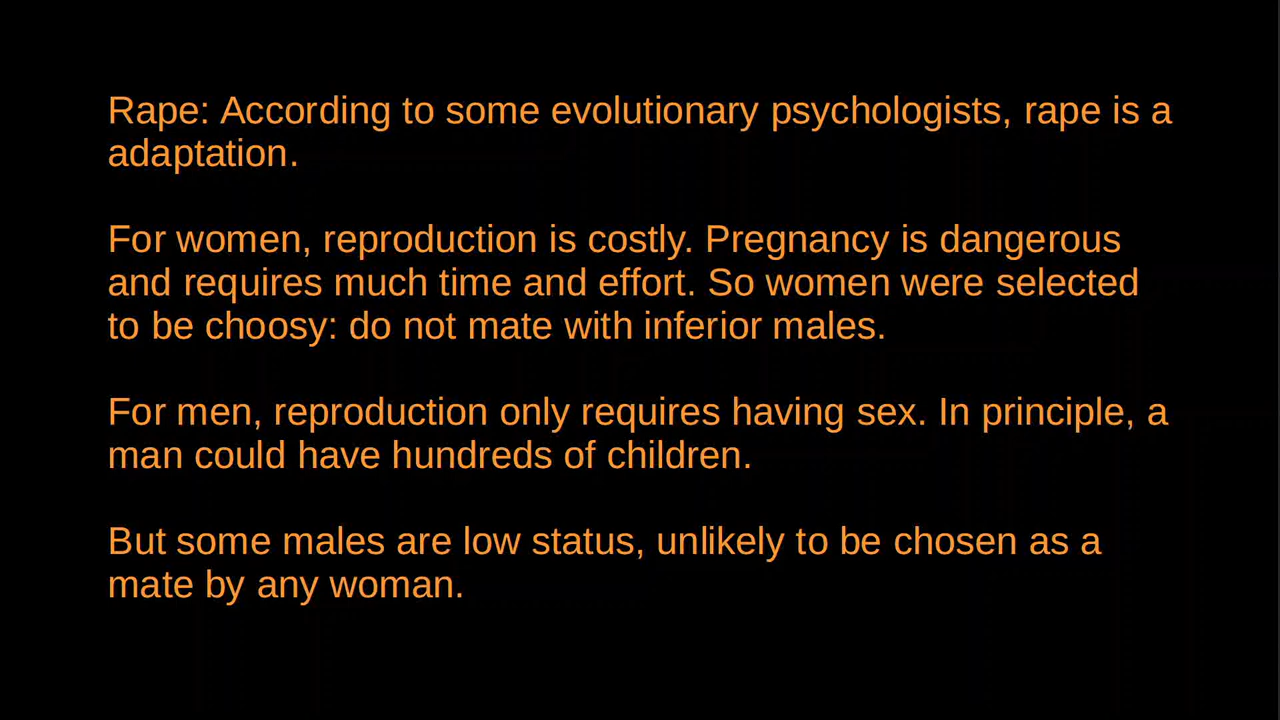 Rape: According to some evolutionary psychologists, rape is a
adaptation.
For women, reproduction is costly. Pregnancy is dangerous
and requires much time and effort. So women were selected
to be choosy: do not mate with inferior males.
For men, reproduction only requires having sex. In principle, a
man could have hundreds of children.
But some males are low status, unlikely to be chosen as a
mate by any woman.